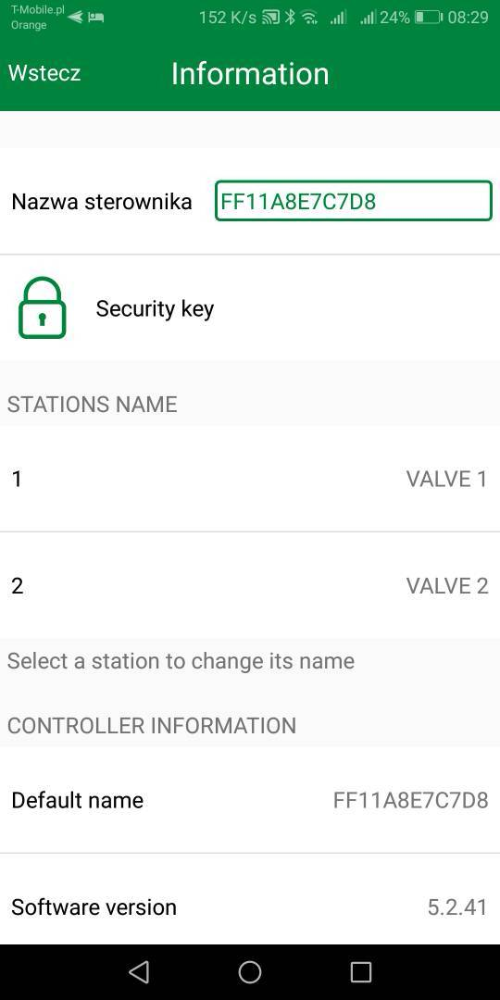 T-Mobile.pl
Orange
152 K/s 24% 08:29
Wstecz Information
Nazwa sterownika FF11A8E7C7D8
Security key
STATIONS NAME
1 VALVE 1
2 VALVE 2
Select a station to change its name
CONTROLLER INFORMATION
Default name FF11A8E7C7D8
Software version 5.2.41